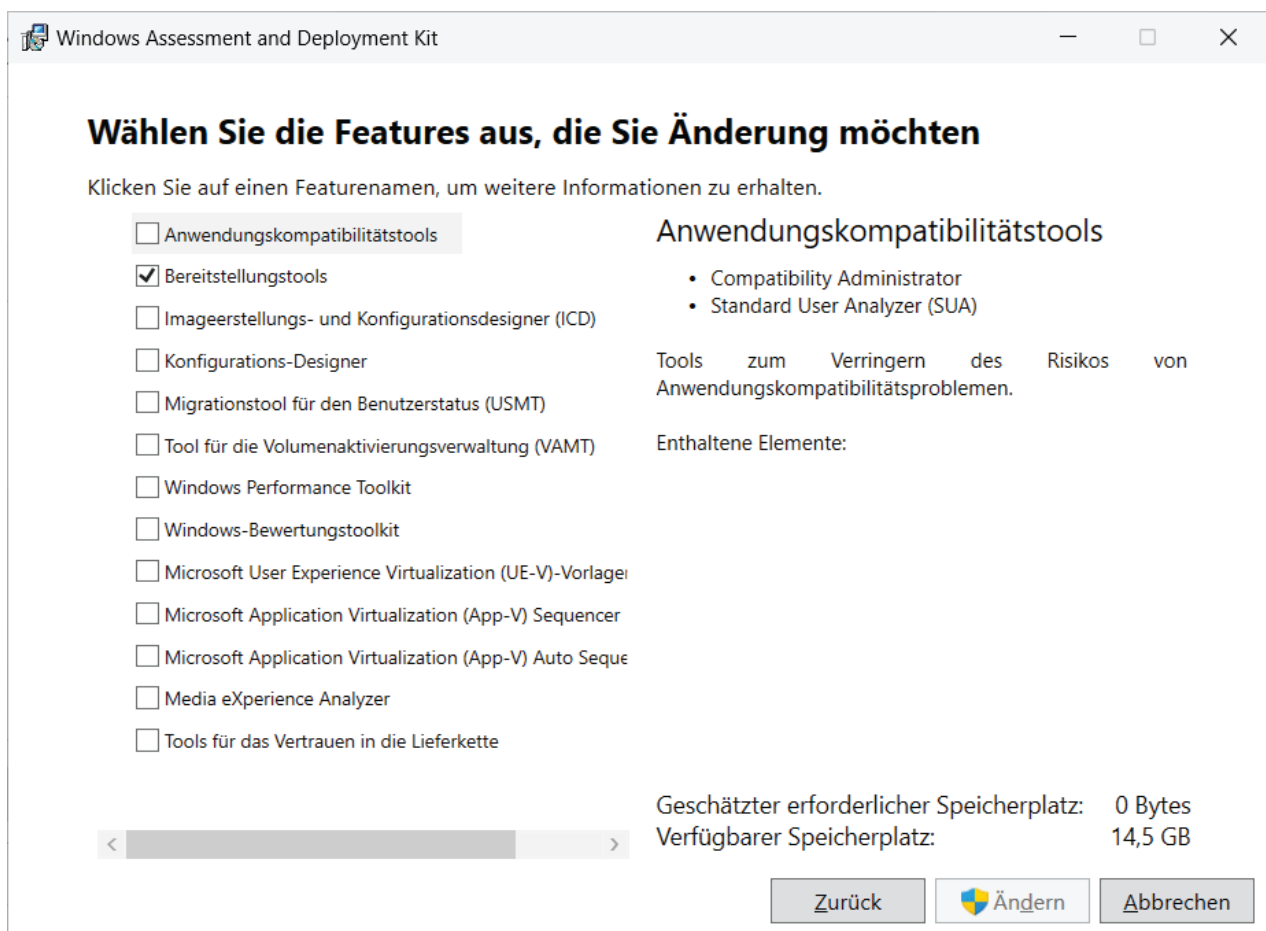 Windows Assessment and Deployment Kit
Wählen Sie die Features aus, die Sie Änderung möchten
Klicken Sie auf einen Featurenamen, um weitere Informationen zu erhalten.
Anwendungskompatibilitätstools
Bereitstellungstools
Imageerstellungs- und Konfigurationsdesigner (ICD)
Konfigurations-Designer
Migrationstool für den Benutzerstatus (USMT)
Tool für die Volumenaktivierungsverwaltung (VAMT)
Windows Performance Toolkit
Windows-Bewertungstoolkit
Microsoft User Experience Virtualization (UE-V)-Vorlagen
Microsoft Application Virtualization (App-V) Sequencer
Microsoft Application Virtualization (App-V) Auto Seque
Media eXperience Analyzer
Tools für das Vertrauen in die Lieferkette
Anwendungskompatibilitätstools
• Compatibility Administrator
• Standard User Analyzer (SUA)
Tools zum Verringern des Risikos von
Anwendungskompatibilitätsproblemen.
Enthaltene Elemente:
Geschätzter erforderlicher Speicherplatz: 0 Bytes
Verfügbarer Speicherplatz: 14,5 GB
Zurück
Ändern
Abbrechen